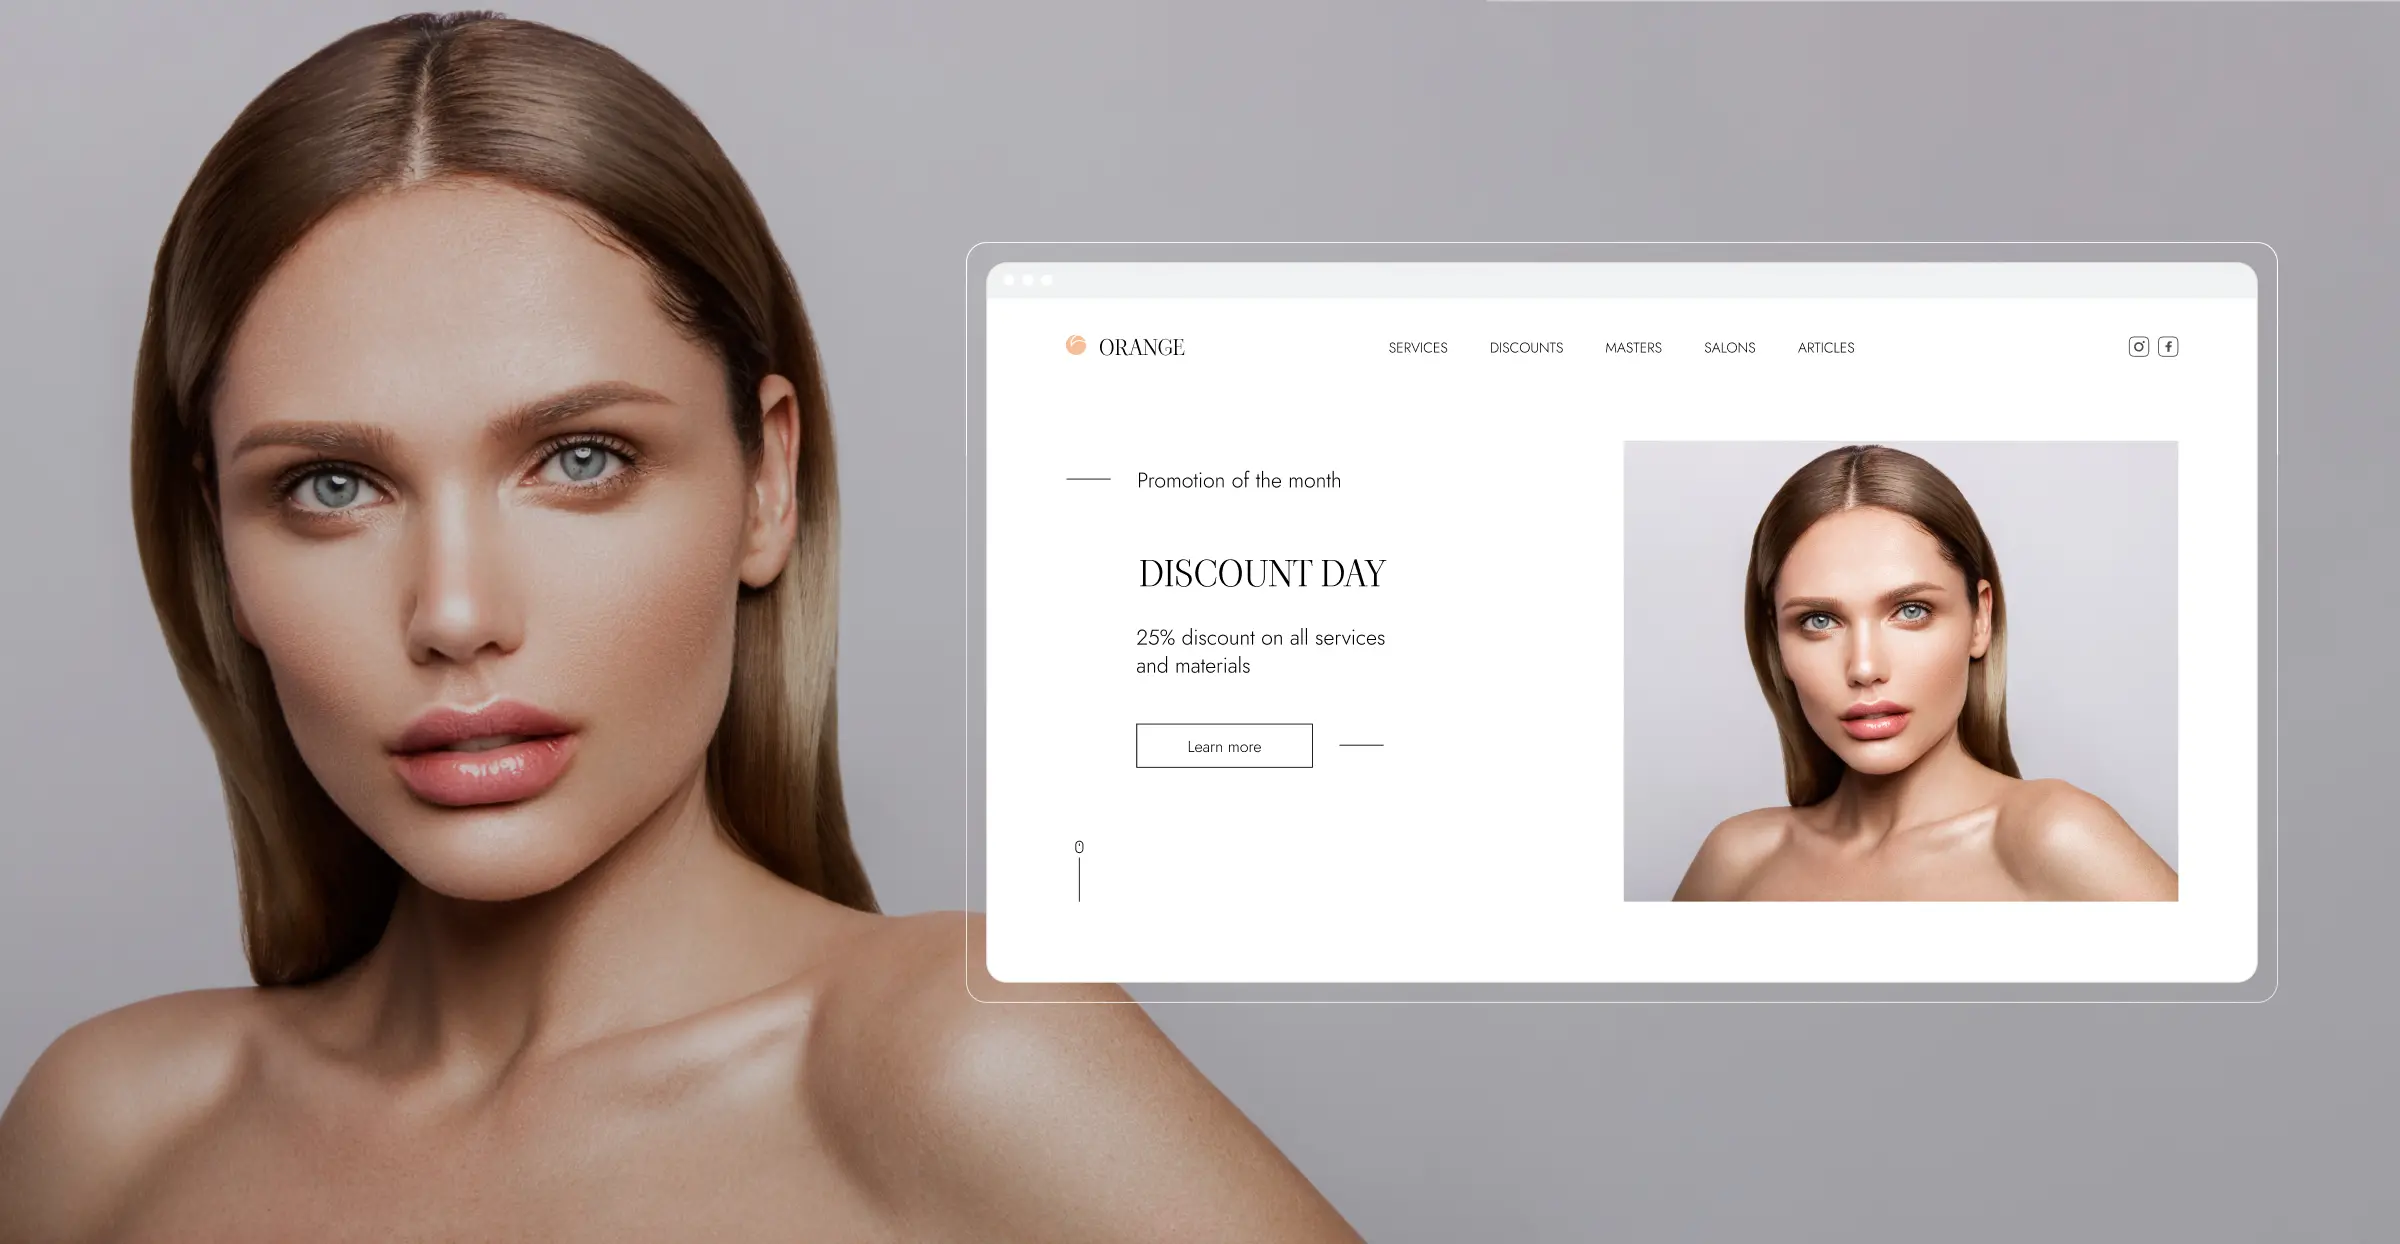 ORANGE
SERVICES DISCOUNTS MASTERS SALONS ARTICLES
Promotion of the month
DISCOUNT DAY
25% discount on all services
and materials
Learn more